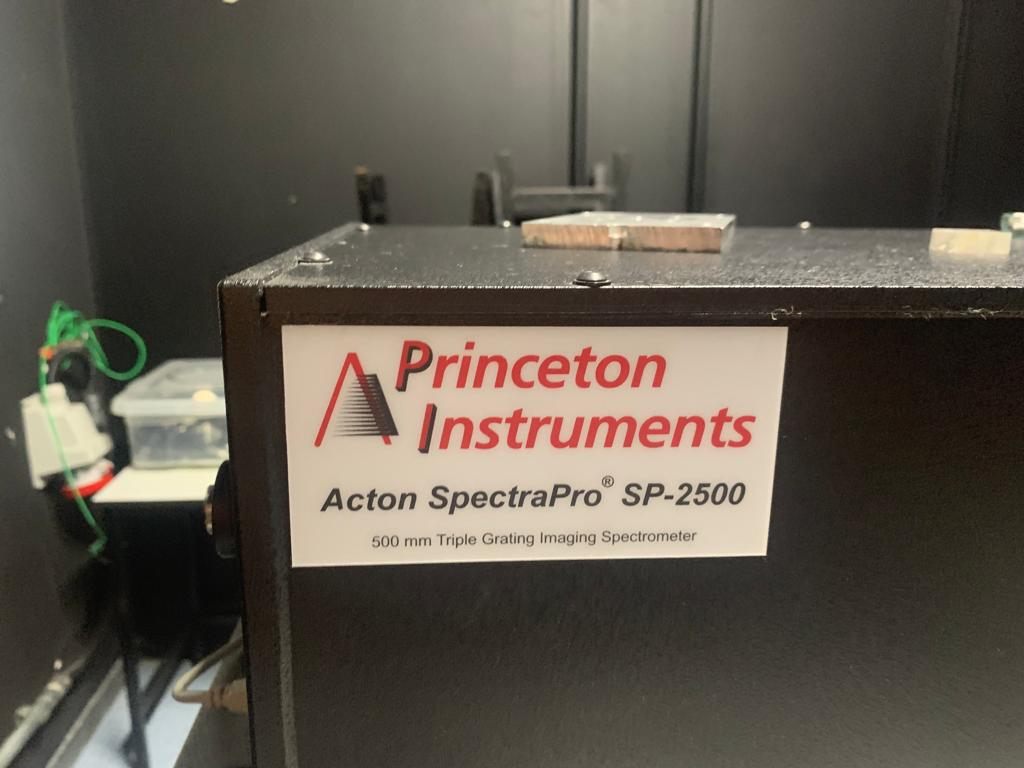 Princeton
Instruments
Acton SpectraPro® SP-2500
500 mm Triple Grating Imaging Spectrometer